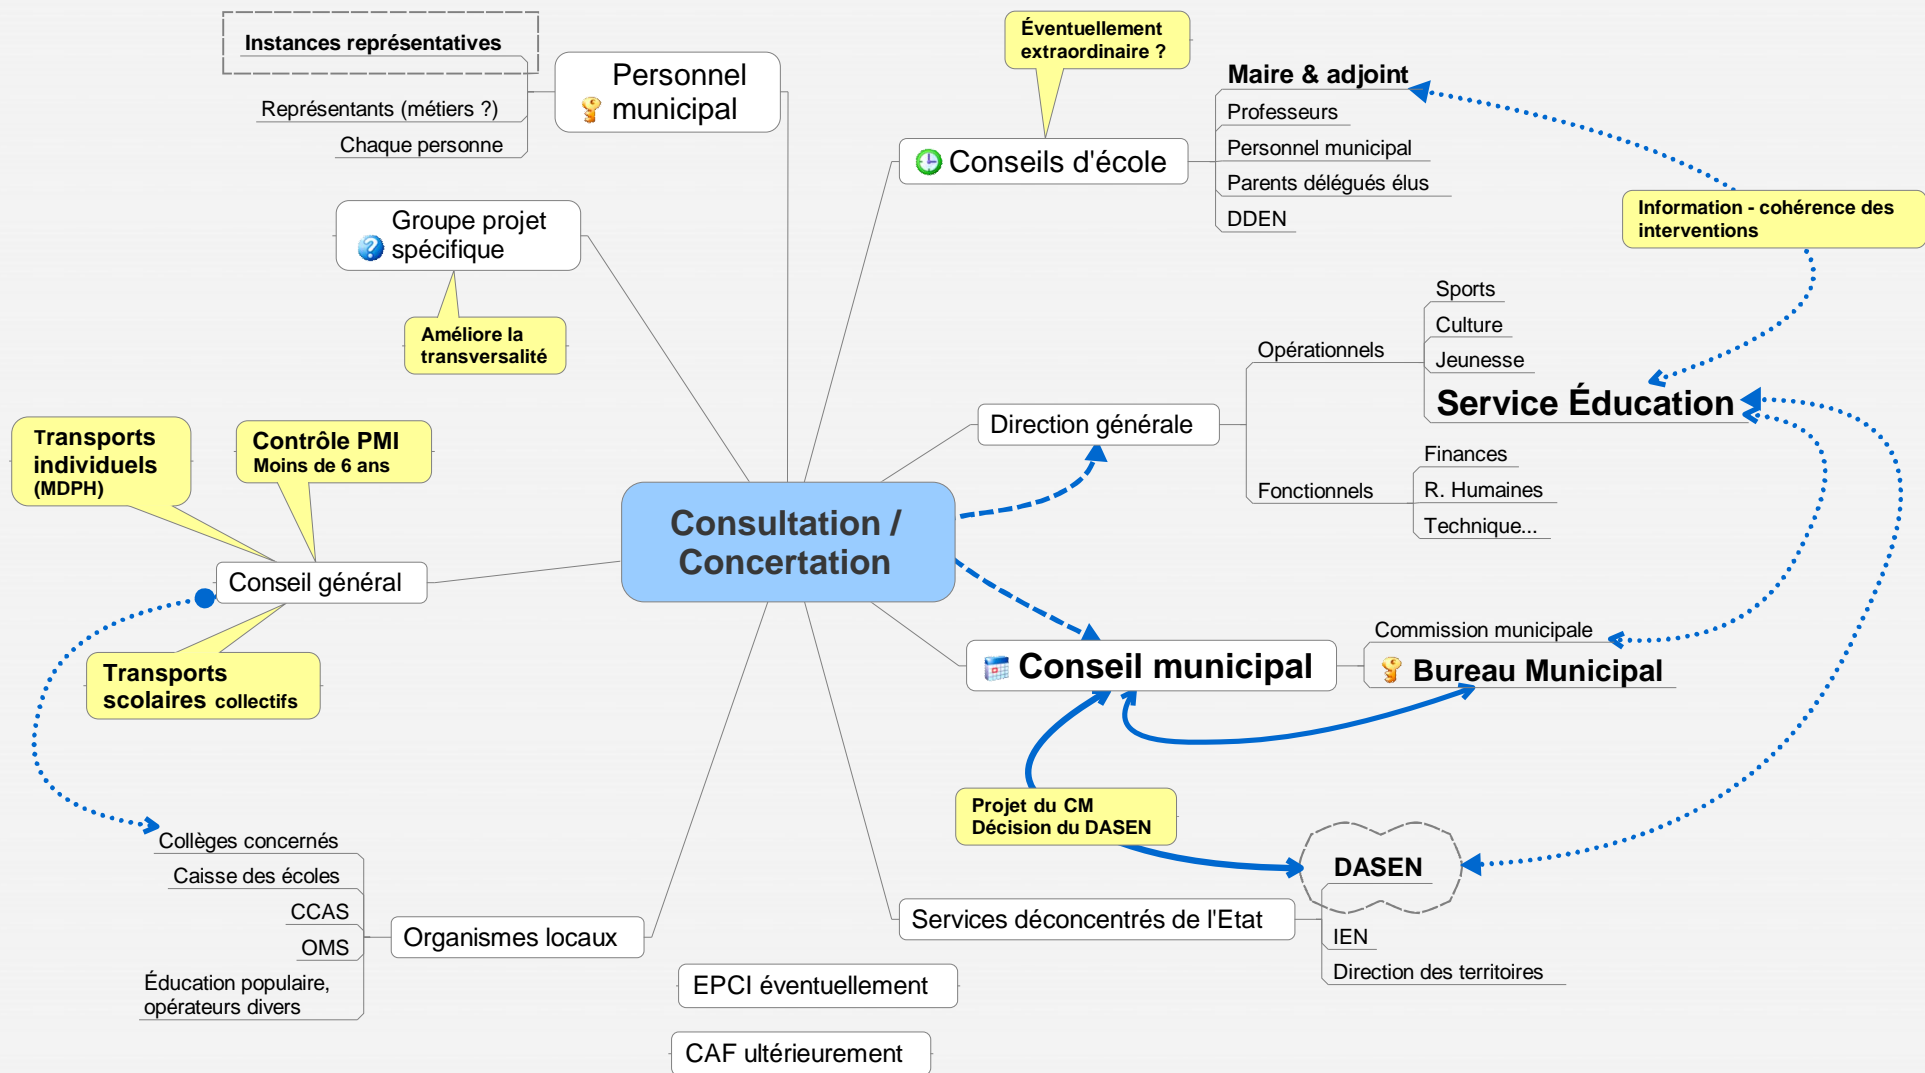 Instances représentatives
Représentants (métiers ?)
Chaque personne
Personnel
municipal
Groupe projet
spécifique
Améliore la
transversalité
Transports
individuels
(MDPH)
Contrôle PMI
Moins de 6 ans
Conseil général
Transports
scolaires collectifs
Collèges concernés
Caisse des écoles
CCAS
OMS
Éducation populaire,
opérateurs divers
Organismes locaux
Consultation /
Concertation
Éventuellement
extraordinaire ?
Conseils d'école
Maire & adjoint
Professeurs
Personnel municipal
Parents délégués élus
DDEN
Information - cohérence des
interventions
Direction générale
Opérationnels
Sports
Culture
Jeunesse
Service Éducation
Fonctionnels
Finances
R. Humaines
Technique...
Conseil municipal
Commission municipale
Bureau Municipal
Projet du CM
Décision du DASEN
Services déconcentrés de l'Etat
DASEN
IEN
Direction des territoires
EPCI éventuellement
CAF ultérieurement